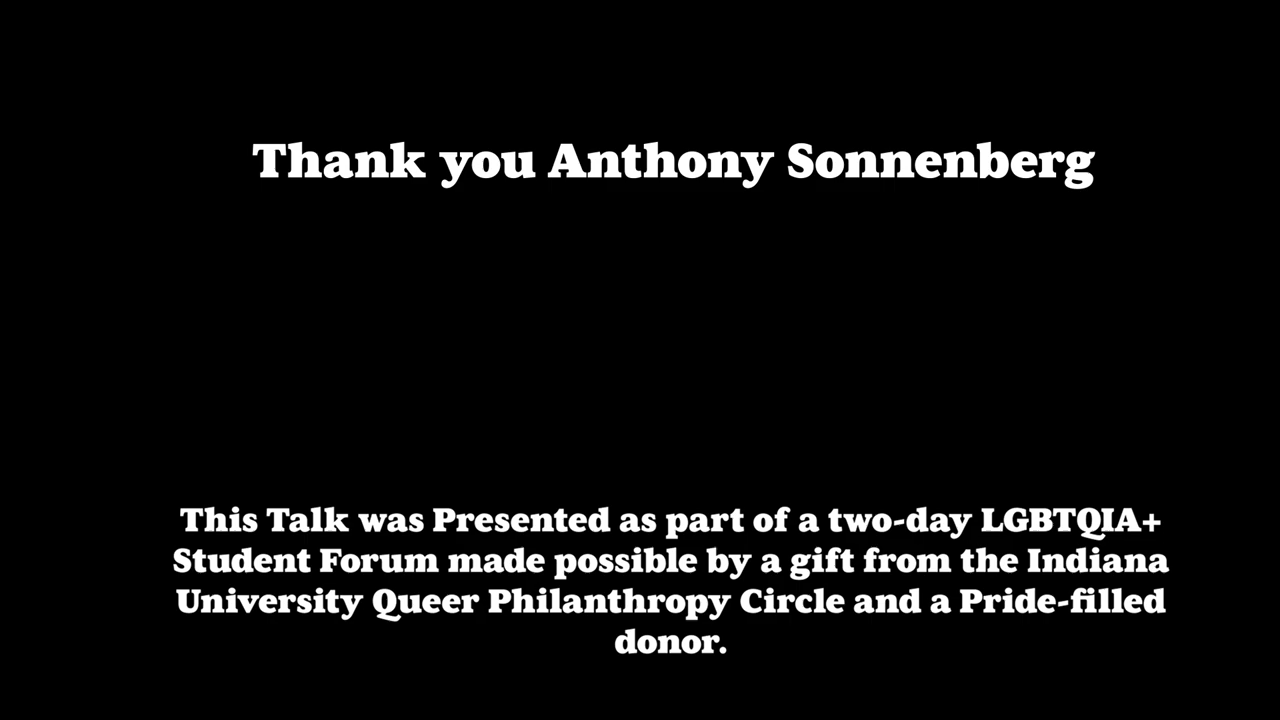 Thank you Anthony Sonnenberg
This Talk was Presented as part of a two-day LGBTQIA+
Student Forum made possible by a gift from the Indiana
University Queer Philanthropy Circle and a Pride-filled
donor.